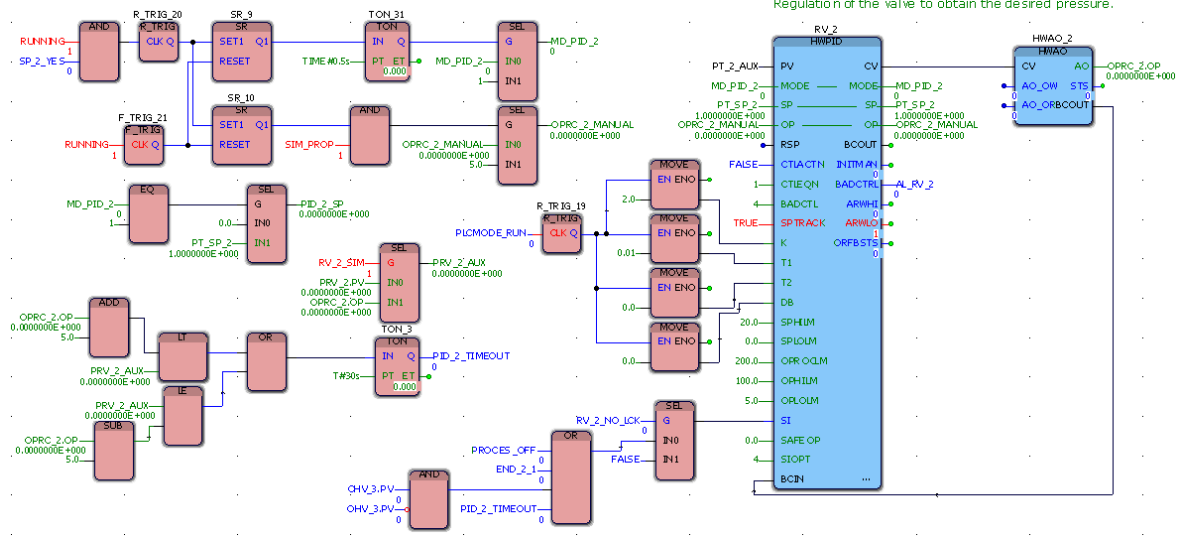 Regulation of the valve to obtain the desired pressure.
AND
RUNNING
1
SP_2_YES
0
R_TRIG_20
R_TRIG
CLK Q
SR_9
SR
SET1 Q1
RESET
TON_31
TON
IN Q
TIME#0.5s
PT ET
0.000
SEL
G
MD_PID_2
0
MD_PID_2
0
IN0
1
IN1
F_TRIG_21
F_TRIG
RUNNING
1
CLK Q
SR_10
SR
SET1 Q1
RESET
AND
SIM_PROP
1
SEL
G
OPRC_2_MANUAL
0.0000000E+000
OPRC_2_MANUAL
0.0000000E+000
IN0
5.0
IN1
EQ
MD_PID_2
0
1
SEL
G
PID_2_SP
0.0000000E+000
0.0
IN0
PT_SP_2
1.0000000E+000
IN1
SEL
RV_2_SIM
1
G
PRV_2_AUX
0.0000000E+000
PRV_2.PV
0.0000000E+000
IN0
OPRC_2.OP
0.0000000E+000
IN1
ADD
OPRC_2.OP
0.0000000E+000
5.0
LT
PRV_2_AUX
0.0000000E+000
OR
TON_3
TON
IN Q
PID_2_TIMEOUT
0
T#30s
PT ET
0.000
LE
PRV_2_AUX
0.0000000E+000
SUB
OPRC_2.OP
0.0000000E+000
5.0
R_TRIG_19
R_TRIG
PLCMODE_RUN
0
CLK Q
MOVE
EN ENO
2.0
MOVE
EN ENO
0.01
MOVE
EN ENO
0.0
MOVE
EN ENO
0.0
SEL
RV_2_NO_LCK
0
G
IN0
FALSE
IN1
OR
PROCES_OFF
0
END_2_1
0
PID_2_TIMEOUT
0
AND
CHV_3.PV
0
OHV_3.PV
0
RV_2
HWPID
PT_2_AUX
PV
CV
MD_PID_2
0
MODE
MODE
MD_PID_2
0
PT_SP_2
1.0000000E+000
SP
SP
PT_SP_2
1.0000000E+000
OPRC_2_MANUAL
0.0000000E+000
OP
OP
OPRC_2_MANUAL
0.0000000E+000
RSP
BCOUT
FALSE
CTLACTN
INITMAN
0
1
CTLEQN
BADCTRL
AL_RV_2
0
4
BADCTL
ARWHI
0
TRUE
SPTRACK
ARWLO
1
K
ORFBSTS
0
T1
T2
DB
20.0
SPHILM
0.0
SPLOLM
200.0
OPROCLM
100.0
OPHILM
5.0
OPLOLM
SI
0.0
SAFEOP
4
SIOPT
BCIN
...
HWAO_2
HWAO
CV
AO
OPRC_2.OP
0.0000000E+000
AO_OW
0
STS
0
AO_OR
0
BCOUT